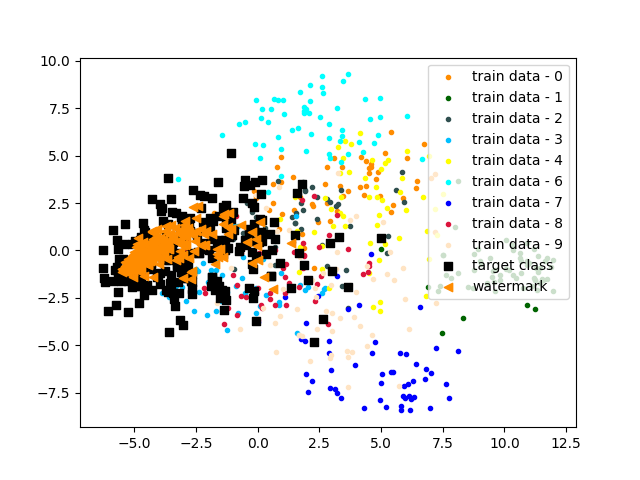 10.0
7.5
5.0
2.5
0.0
−2.5
−5.0
−7.5
−5.0
−2.5
0.0
2.5
5.0
7.5
10.0
12.5
train data - 0
train data - 1
train data - 2
train data - 3
train data - 4
train data - 6
train data - 7
train data - 8
train data - 9
target class
watermark